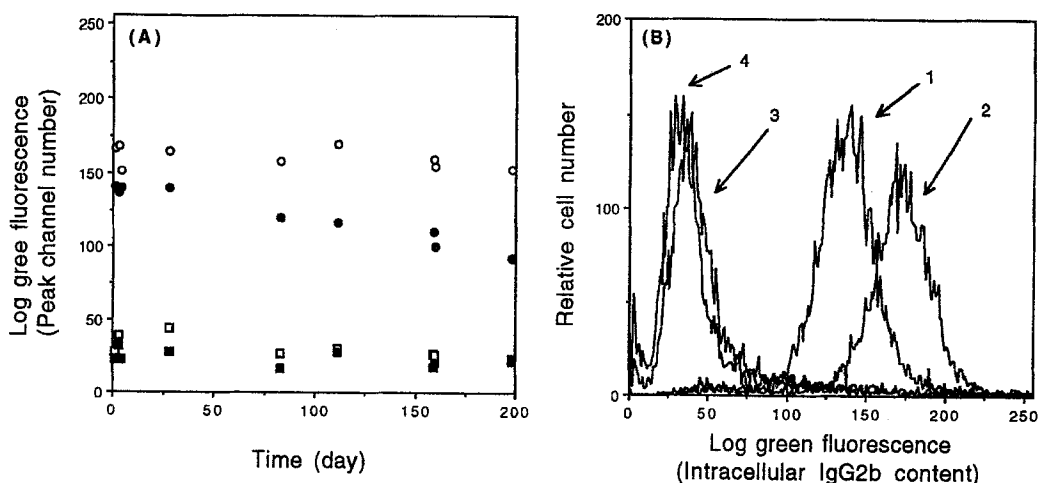 (A)
250
200
150
100
50
0
0 50 100 150 200
Log gree fluorescence
(Peak channel number)
Time (day)
(B)
200
100
0
0 50 100 150 200 250
4
3
1
2
Relative cell number
Log green fluorescence
(Intracellular IgG2b content)